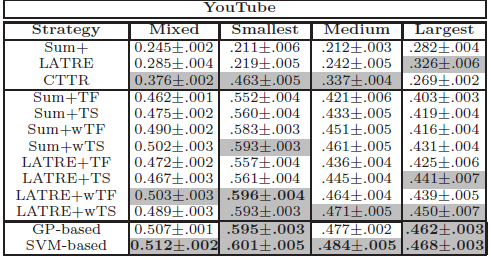 YouTube
Strategy Mixed Smallest Medium Largest
Sum+ 0.245±.002 .211±.006 .212±.003 .282±.004
LATRE 0.285±.004 .219±.005 .242±.005 .326±.006
CTTR 0.376±.002 .463±.005 .337±.004 .269±.002
Sum+TF 0.462±.001 .552±.004 .421±.006 .403±.003
Sum+TS 0.475±.002 .560±.004 .433±.005 .419±.004
Sum+wTF 0.490±.002 .583±.003 .451±.005 .416±.004
Sum+wTS 0.502±.003 .593±.003 .461±.005 .431±.004
LATRE+TF 0.472±.002 .557±.004 .436±.004 .425±.006
LATRE+TS 0.467±.003 .561±.004 .445±.004 .441±.007
LATRE+wTF 0.503±.003 .596±.004 .464±.004 .439±.005
LATRE+wTS 0.489±.003 .593±.003 .471±.005 .450±.007
GP-based 0.507±.001 .595±.003 .477±.002 .462±.003
SVM-based 0.512±.002 .601±.005 .484±.005 .468±.003